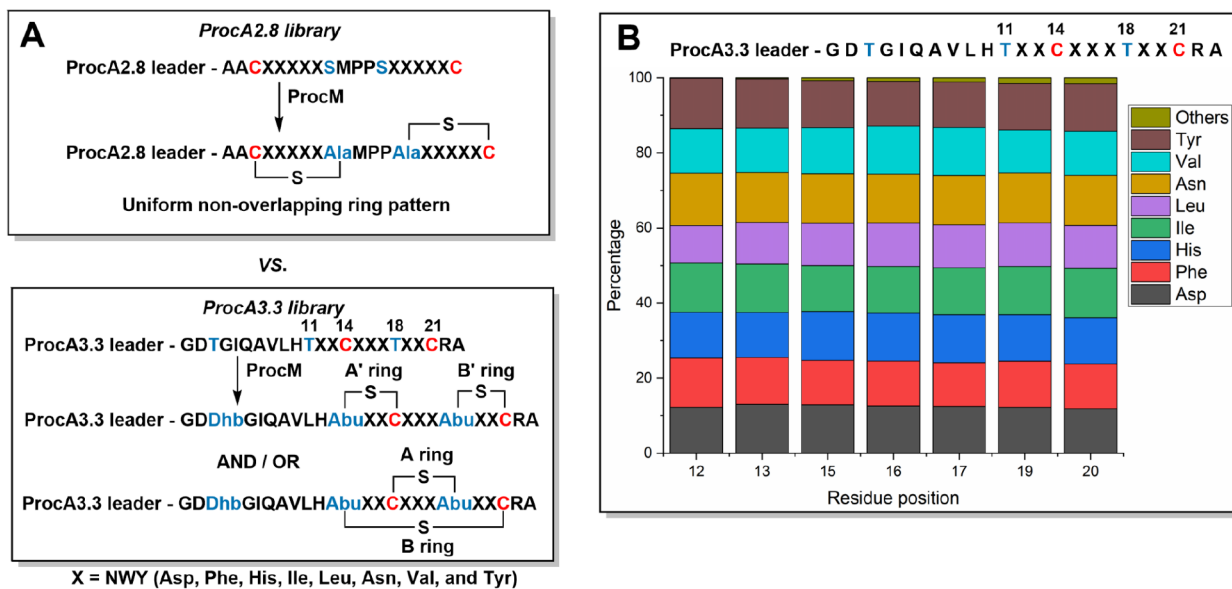 A
ProcA2.8 library
ProcA2.8 leader - AACXXXXXSMPPSXXXXXC
ProcM
S
ProcA2.8 leader - AACXXXXXAlaMPPAlaXXXXXC
S
Uniform non-overlapping ring pattern
VS.
ProcA3.3 library
11 14 18 21
ProcA3.3 leader - GDTGIQAVLHTXXCXXXTXXCRA
ProcM
A' ring B' ring
S S
ProcA3.3 leader - GDDhbGIQAVLHAbuXXCXXXAbuXXCRA
AND / OR
A ring
S
ProcA3.3 leader - GDDhbGIQAVLHAbuXXCXXXAbuXXCRA
S
B ring
X = NWY (Asp, Phe, His, Ile, Leu, Asn, Val, and Tyr)
B
11 14 18 21
ProcA3.3 leader - G D T G I Q A V L H T X X C X X X T X X C R A
Percentage
100
80
60
40
20
0
12 13 15 16 17 19 20
Residue position
Others
Tyr
Val
Asn
Leu
Ile
His
Phe
Asp